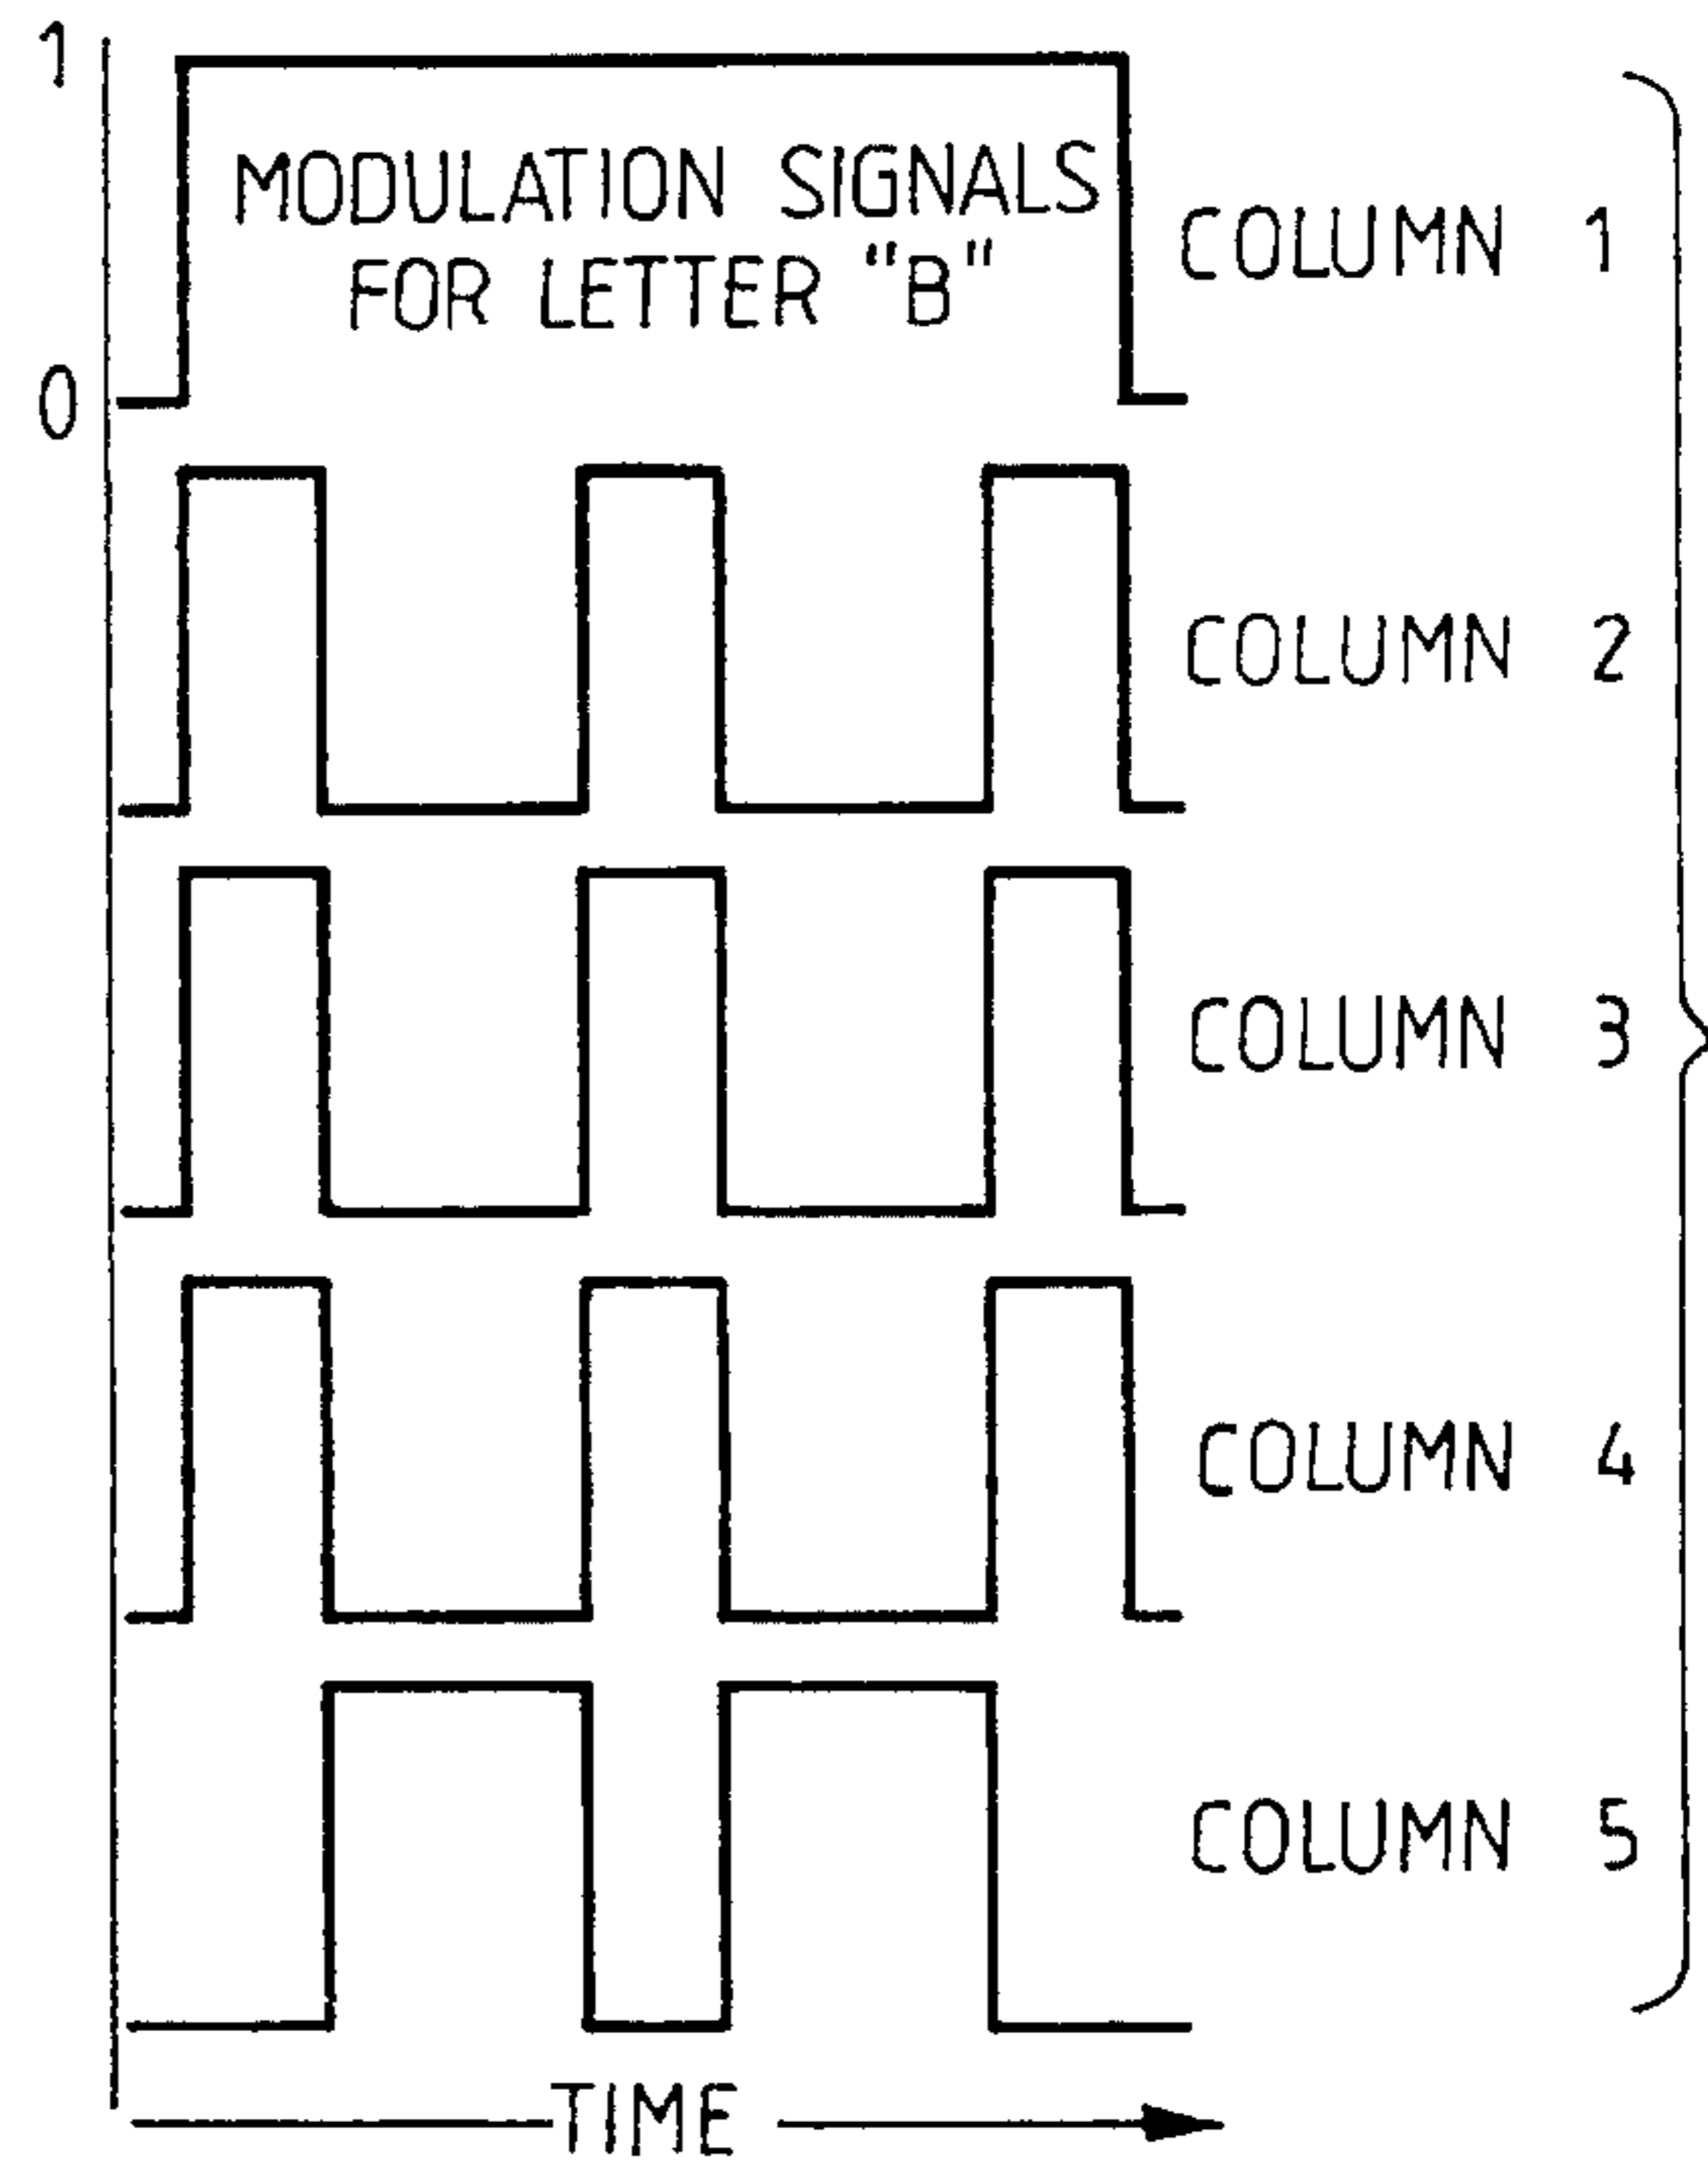 1
MODULATION SIGNALS
FOR LETTER "B"
COLUMN 1
0
COLUMN 2
COLUMN 3
COLUMN 4
COLUMN 5
TIME